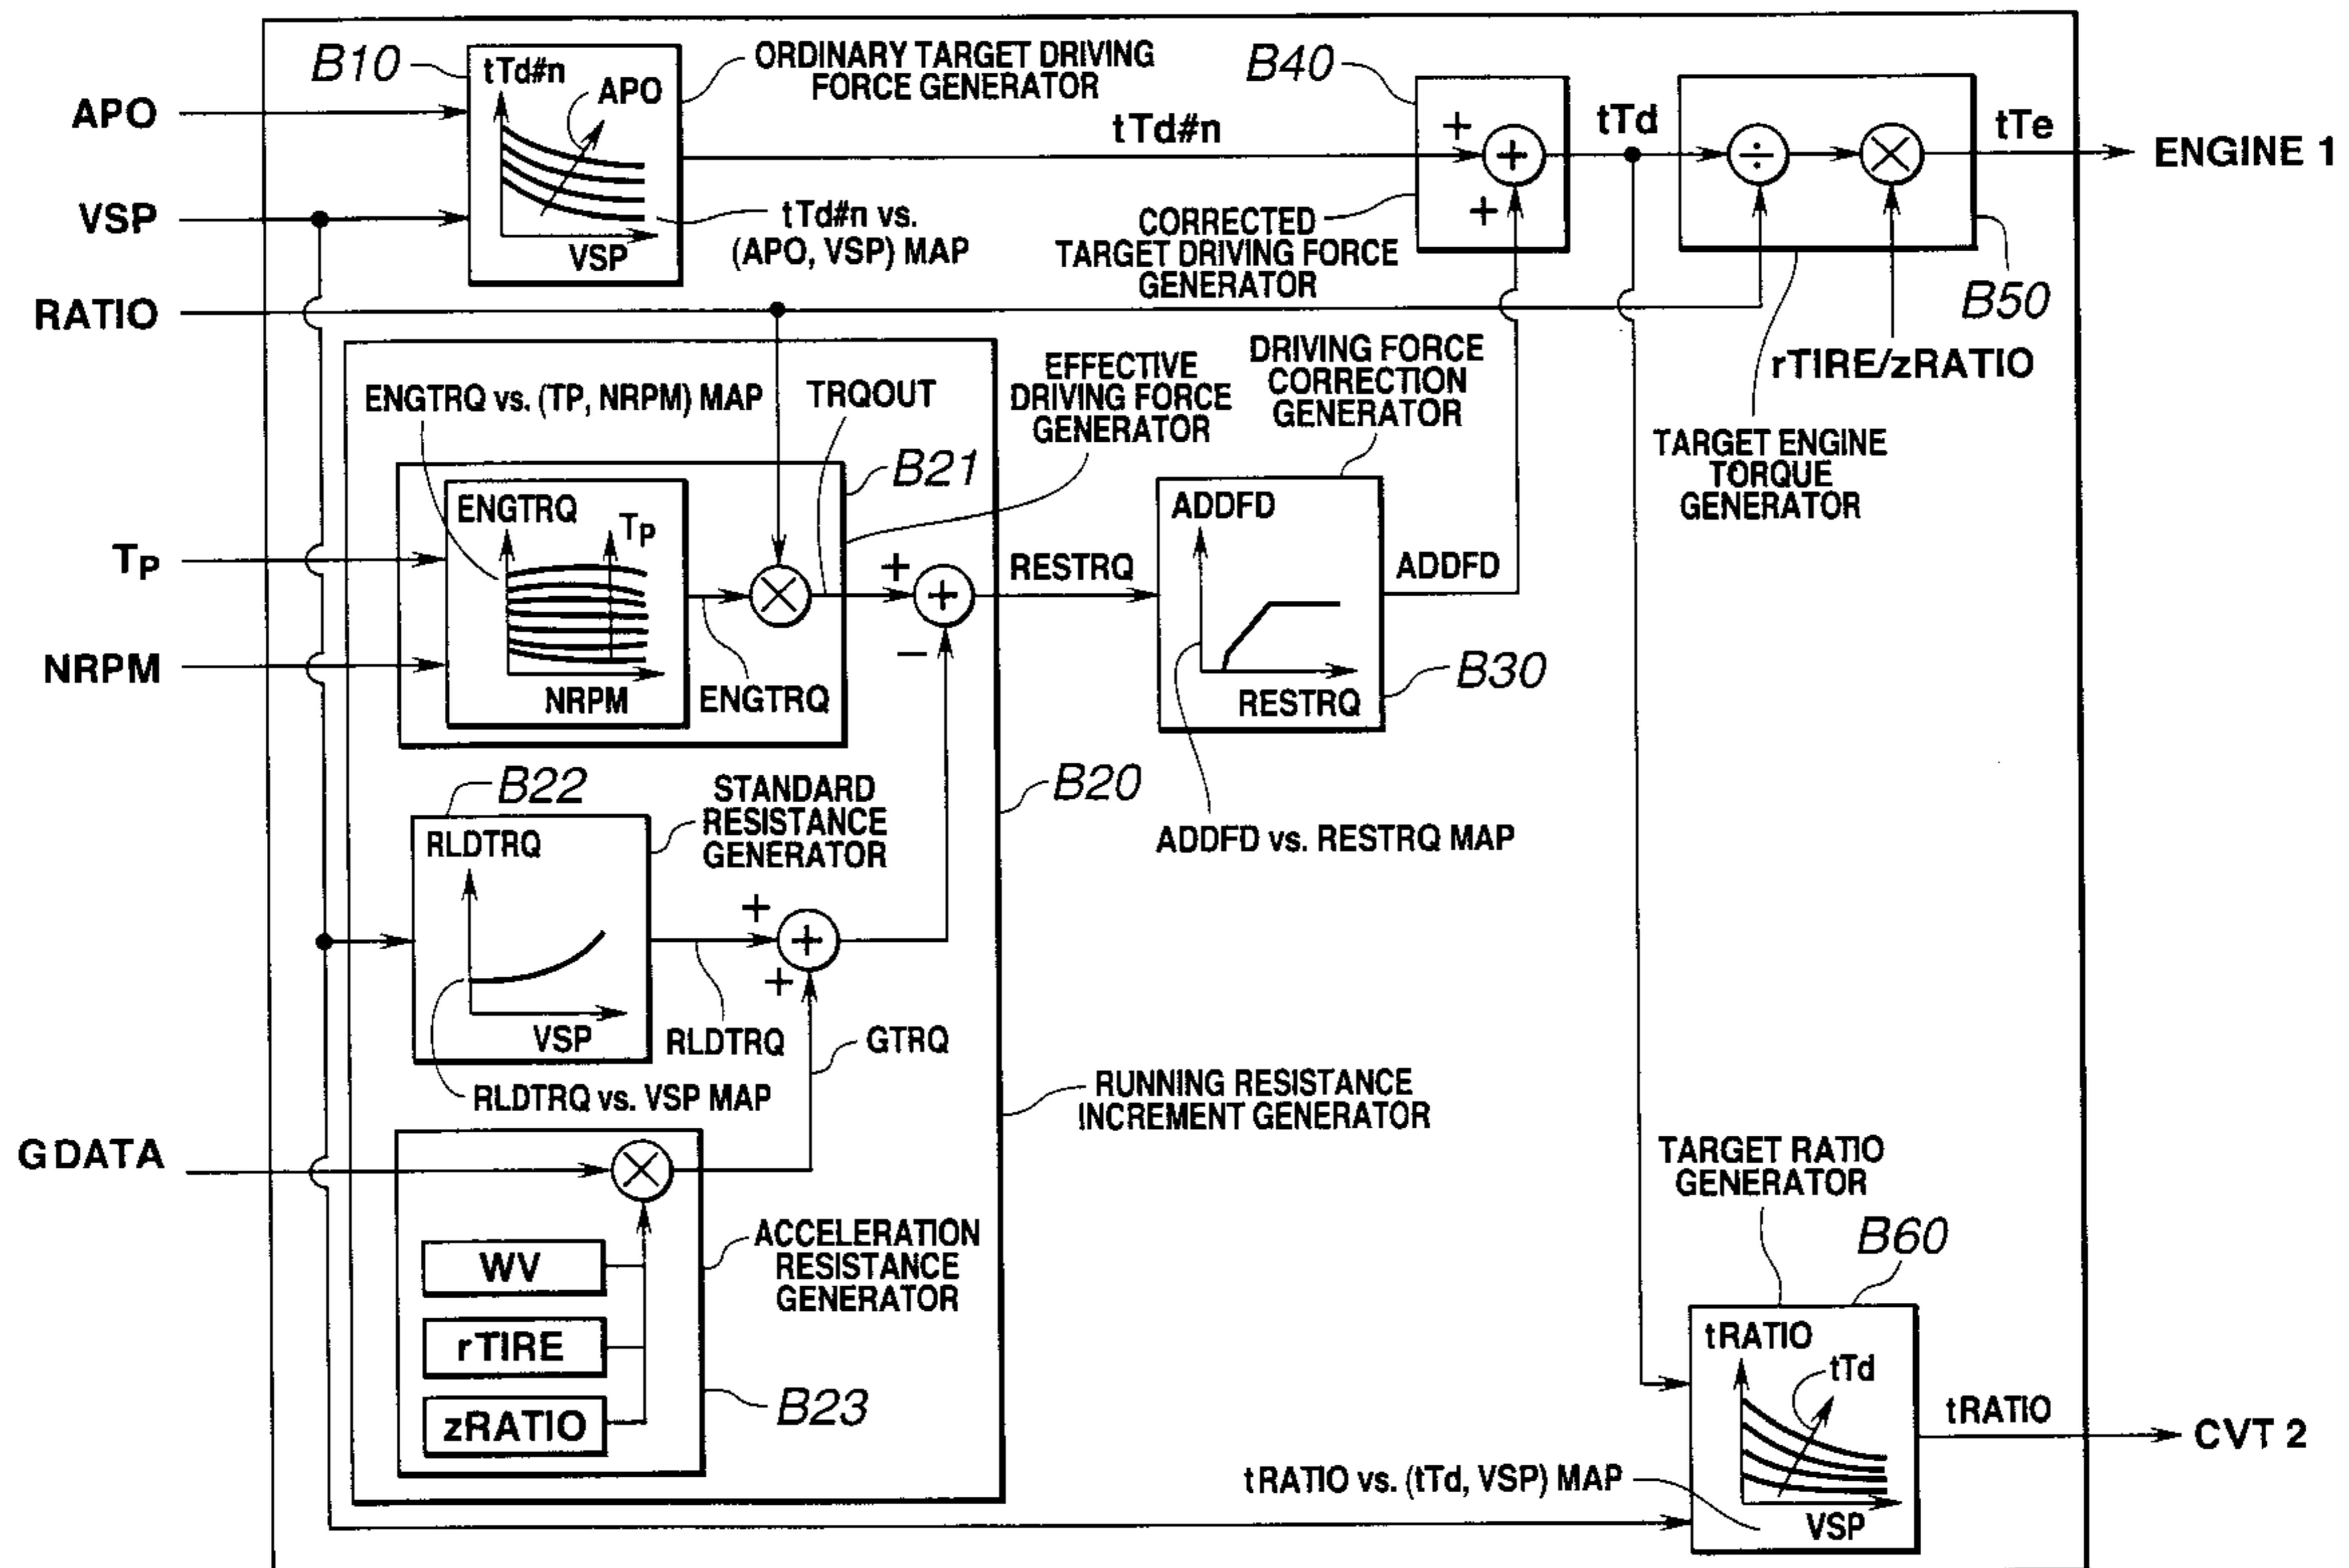 B10
tTd#n
APO
VSP
ORDINARY TARGET DRIVING
FORCE GENERATOR
tTd#n vs.
(APO, VSP) MAP
APO
VSP
RATIO
TP
NRPM
GDATA
tTd#n
B40
+
+
+
tTd
CORRECTED
TARGET DRIVING FORCE
GENERATOR
÷
×
tTe
ENGINE 1
B50
rTIRE/zRATIO
TARGET ENGINE
TORQUE
GENERATOR
ENGTRQ vs. (TP, NRPM) MAP
TRQOUT
EFFECTIVE
DRIVING FORCE
GENERATOR
DRIVING FORCE
CORRECTION
GENERATOR
B21
ENGTRQ
TP
NRPM
ENGTRQ
×
+
+
−
RESTRQ
ADDFD
RESTRQ
ADDFD
B30
ADDFD vs. RESTRQ MAP
B22
RLDTRQ
VSP
STANDARD
RESISTANCE
GENERATOR
B20
+
+
+
RLDTRQ
GTRQ
RLDTRQ vs. VSP MAP
RUNNING RESISTANCE
INCREMENT GENERATOR
×
WV
rTIRE
zRATIO
ACCELERATION
RESISTANCE
GENERATOR
B23
TARGET RATIO
GENERATOR
B60
tRATIO
tTd
VSP
tRATIO
CVT 2
tRATIO vs. (tTd, VSP) MAP